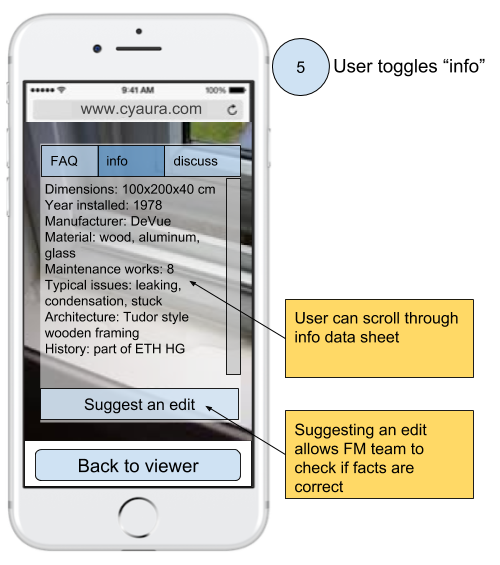 5
User toggles “info”
9:41 AM
100%
www.cyaura.com
FAQ
info
discuss
Dimensions: 100x200x40 cm
Year installed: 1978
Manufacturer: DeVue
Material: wood, aluminum,
glass
Maintenance works: 8
Typical issues: leaking,
condensation, stuck
Architecture: Tudor style
wooden framing
History: part of ETH HG
Suggest an edit
Back to viewer
User can scroll through
info data sheet
Suggesting an edit
allows FM team to
check if facts are
correct